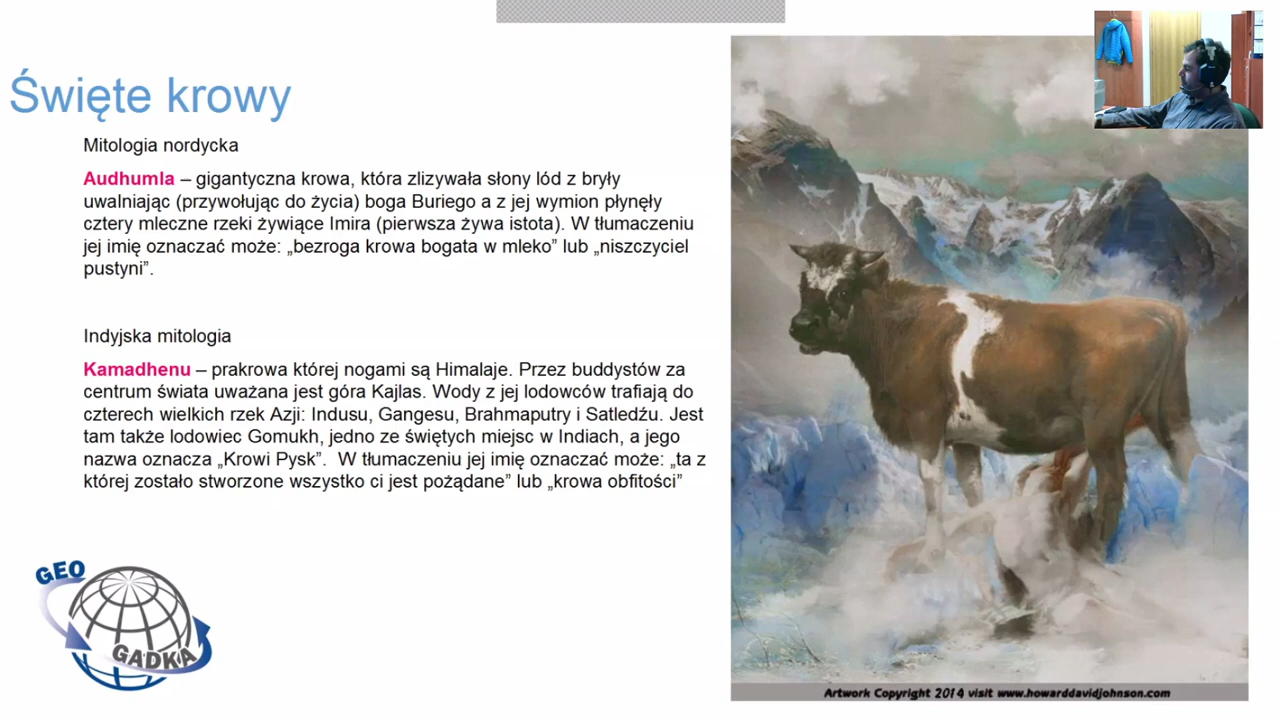 Święte krowy
Mitologia nordycka
Audhumla – gigantyczna krowa, która zlizywała słony lód z bryły
uwalniając (przywołując do życia) boga Buriego a z jej wymion płynęły
cztery mleczne rzeki żywiące Imira (pierwsza żywa istota). W tłumaczeniu
jej imię oznaczać może: „bezroga krowa bogata w mleko” lub „niszczyciel
pustyni”.
Indyjska mitologia
Kamadhenu – prakrowa której nogami są Himalaje. Przez buddystów za
centrum świata uważana jest góra Kajlas. Wody z jej lodowców trafiają do
czterech wielkich rzek Azji: Indusu, Gangesu, Brahmaputry i Satledźu. Jest
tam także lodowiec Gomukh, jedno ze świętych miejsc w Indiach, a jego
nazwa oznacza „Krowi Pysk”. W tłumaczeniu jej imię oznaczać może: „ta z
której zostało stworzone wszystko ci jest pożądane” lub „krowa obfitości”
GEO
GADKA
Artwork Copyright 2014 visit www.howarddavidjohnson.com